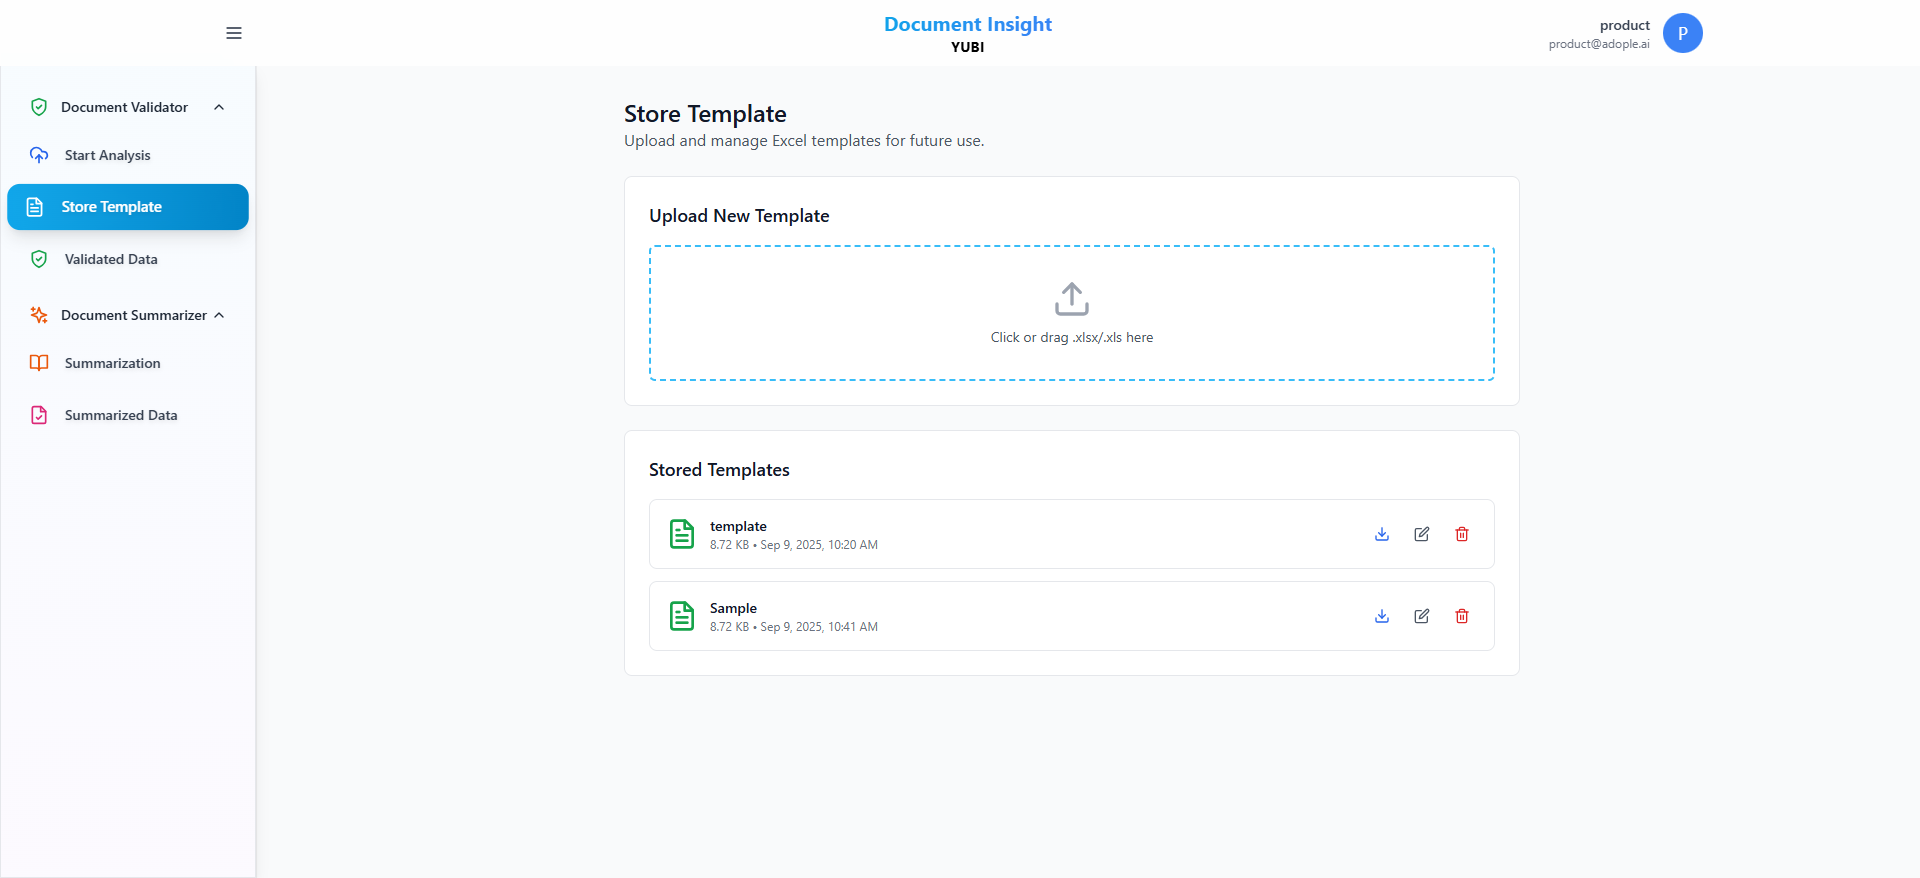 Document Insight
YUBI
product
product@adople.ai
P
Document Validator
Start Analysis
Store Template
Validated Data
Document Summarizer
Summarization
Summarized Data
Store Template
Upload and manage Excel templates for future use.
Upload New Template
Click or drag .xlsx/.xls here
Stored Templates
template
8.72 KB • Sep 9, 2025, 10:20 AM
Sample
8.72 KB • Sep 9, 2025, 10:41 AM